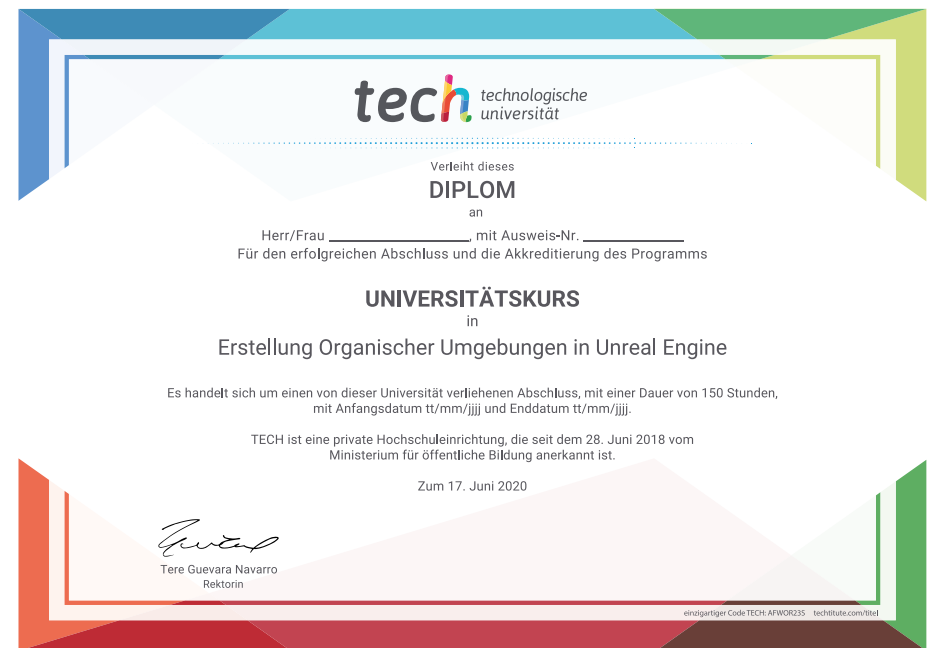 tech technologische
universität
Verleiht dieses
DIPLOM
an
Herr/Frau ____________, mit Ausweis-Nr. ____________
Für den erfolgreichen Abschluss und die Akkreditierung des Programms
UNIVERSITÄTSKURS
in
Erstellung Organischer Umgebungen in Unreal Engine
Es handelt sich um einen von dieser Universität verliehenen Abschluss, mit einer Dauer von 150 Stunden,
mit Anfangsdatum tt/mm/jjjj und Enddatum tt/mm/jjjj.
TECH ist eine private Hochschuleinrichtung, die seit dem 28. Juni 2018 vom
Ministerium für öffentliche Bildung anerkannt ist.
Zum 17. Juni 2020
Tere Guevara Navarro
Rektorin
einzigartiger Code TECH: AFWOR235 techtitute.com/titel